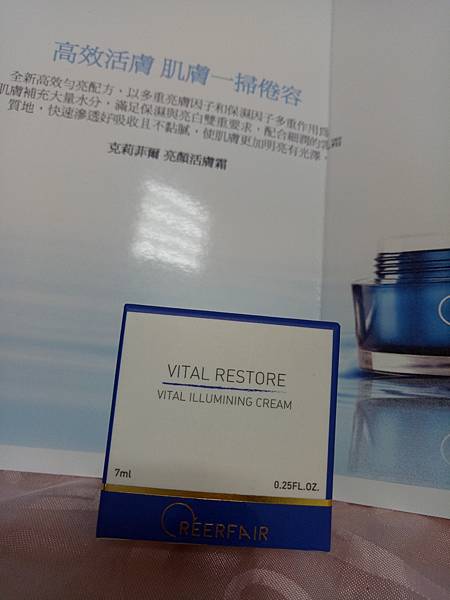 高效活膚 肌膚一掃倦容
全新高效勻亮配方，以多重亮膚因子和保濕因子多重作用為
肌膚補充大量水分，滿足保濕與亮白雙重要求，配合細潤的乳霜
質地，快速滲透好吸收且不黏膩，使肌膚更加明亮有光澤。
克莉菲爾 亮顏活膚霜
VITAL RESTORE
VITAL ILLUMINING CREAM
7ml
0.25FL.OZ.
CREERFAIR